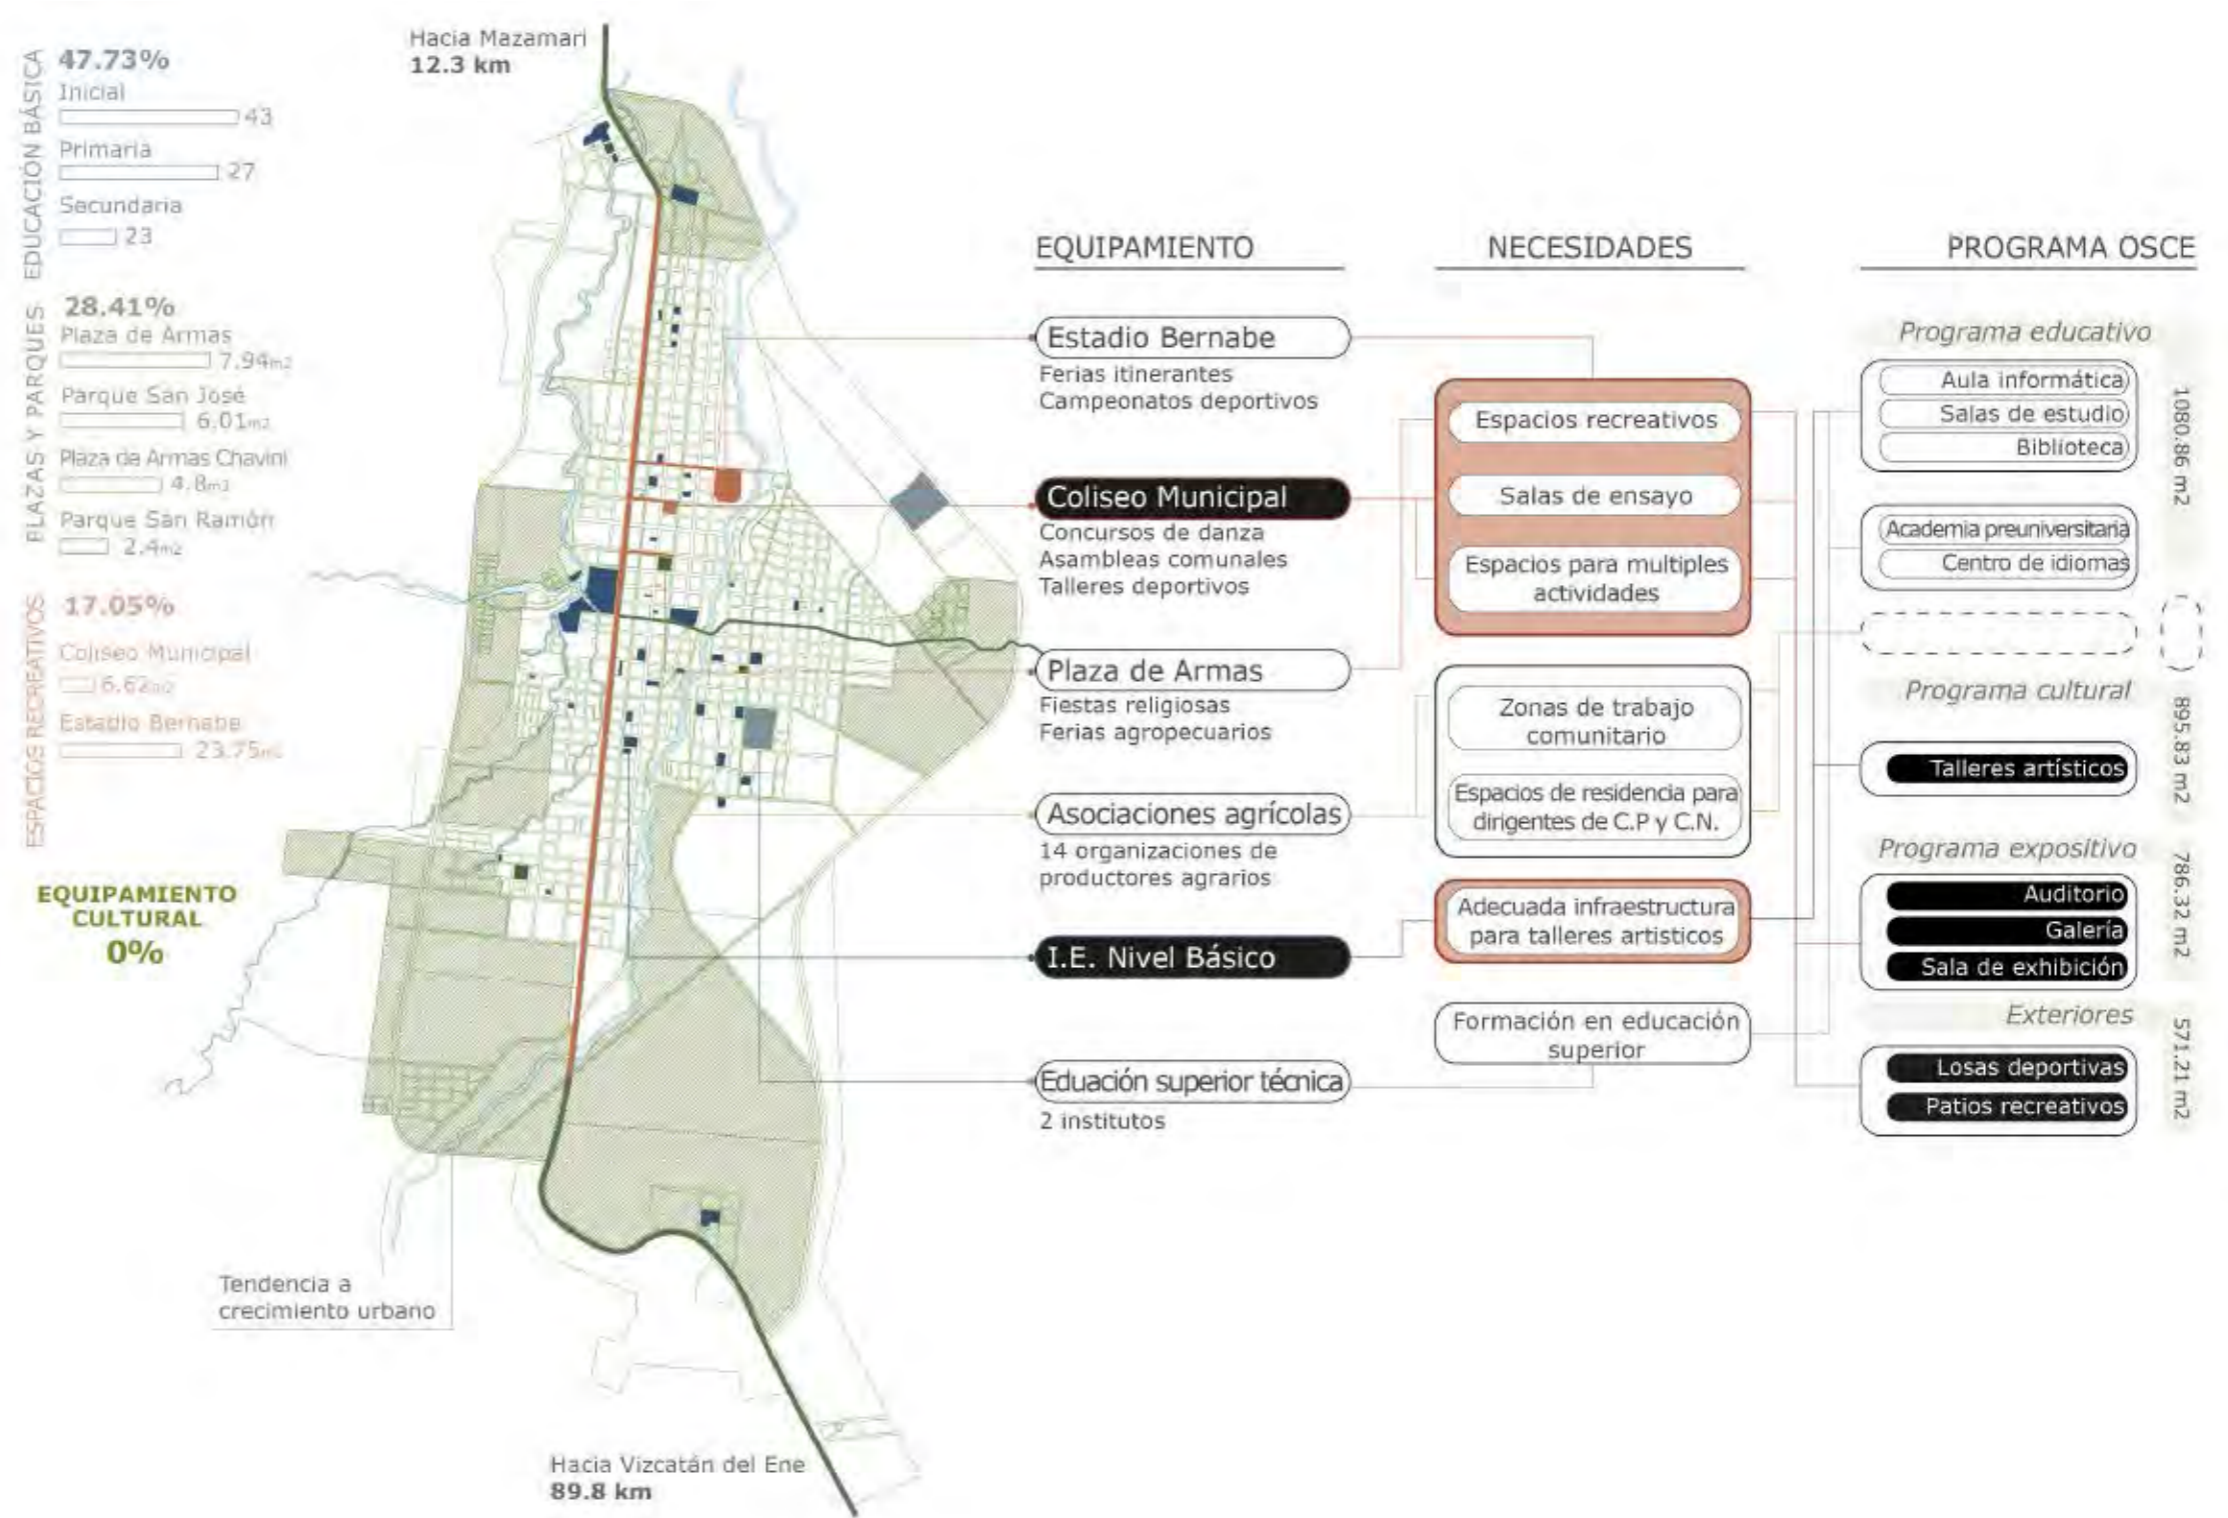 EDUCACIÓN BÁSICA
47.73%
Inicial
43
Primaria
27
Secundaria
23
PLAZAS Y PARQUES
28.41%
Plaza de Armas
7.94m2
Parque San José
6.01m2
Plaza de Armas Chavini
4.8m2
Parque San Ramón
2.4m2
ESPACIOS RECREATIVOS
17.05%
Coliseo Municipal
6.62m2
Estadio Bernabe
23.75m2
EQUIPAMIENTO
CULTURAL
0%
Hacia Mazamari
12.3 km
Tendencia a
crecimiento urbano
Hacia Vizcatán del Ene
89.8 km
EQUIPAMIENTO
Estadio Bernabe
Ferias itinerantes
Campeonatos deportivos
Coliseo Municipal
Concursos de danza
Asambleas comunales
Talleres deportivos
Plaza de Armas
Fiestas religiosas
Ferias agropecuarios
Asociaciones agrícolas
14 organizaciones de
productores agrarios
I.E. Nivel Básico
Eduación superior técnica
2 institutos
NECESIDADES
Espacios recreativos
Salas de ensayo
Espacios para multiples
actividades
Zonas de trabajo
comunitario
Espacios de residencia para
dirigentes de C.P y C.N.
Adecuada infraestructura
para talleres artisticos
Formación en educación
superior
PROGRAMA OSCE
Programa educativo
Aula informática
Salas de estudio
Biblioteca
Academia preuniversitaria
Centro de idiomas
1080.86 m2
Programa cultural
Talleres artísticos
895.83 m2
Programa expositivo
Auditorio
Galería
Sala de exhibición
786.32 m2
Exteriores
Losas deportivas
Patios recreativos
571.21 m2